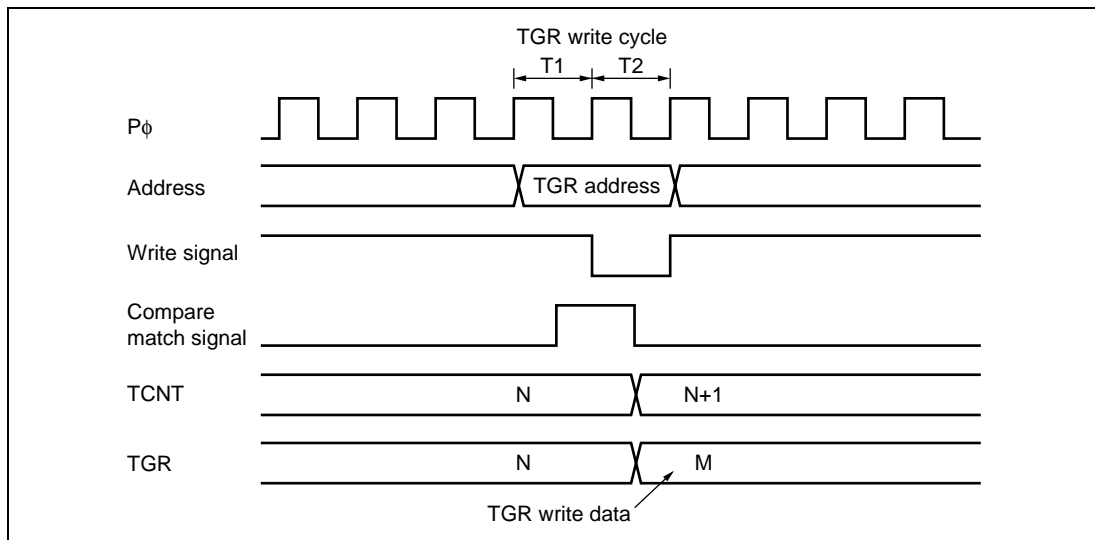 TGR write cycle
T1 T2
Pϕ
Address
TGR address
Write signal
Compare
match signal
TCNT
N
N+1
TGR
N
M
TGR write data